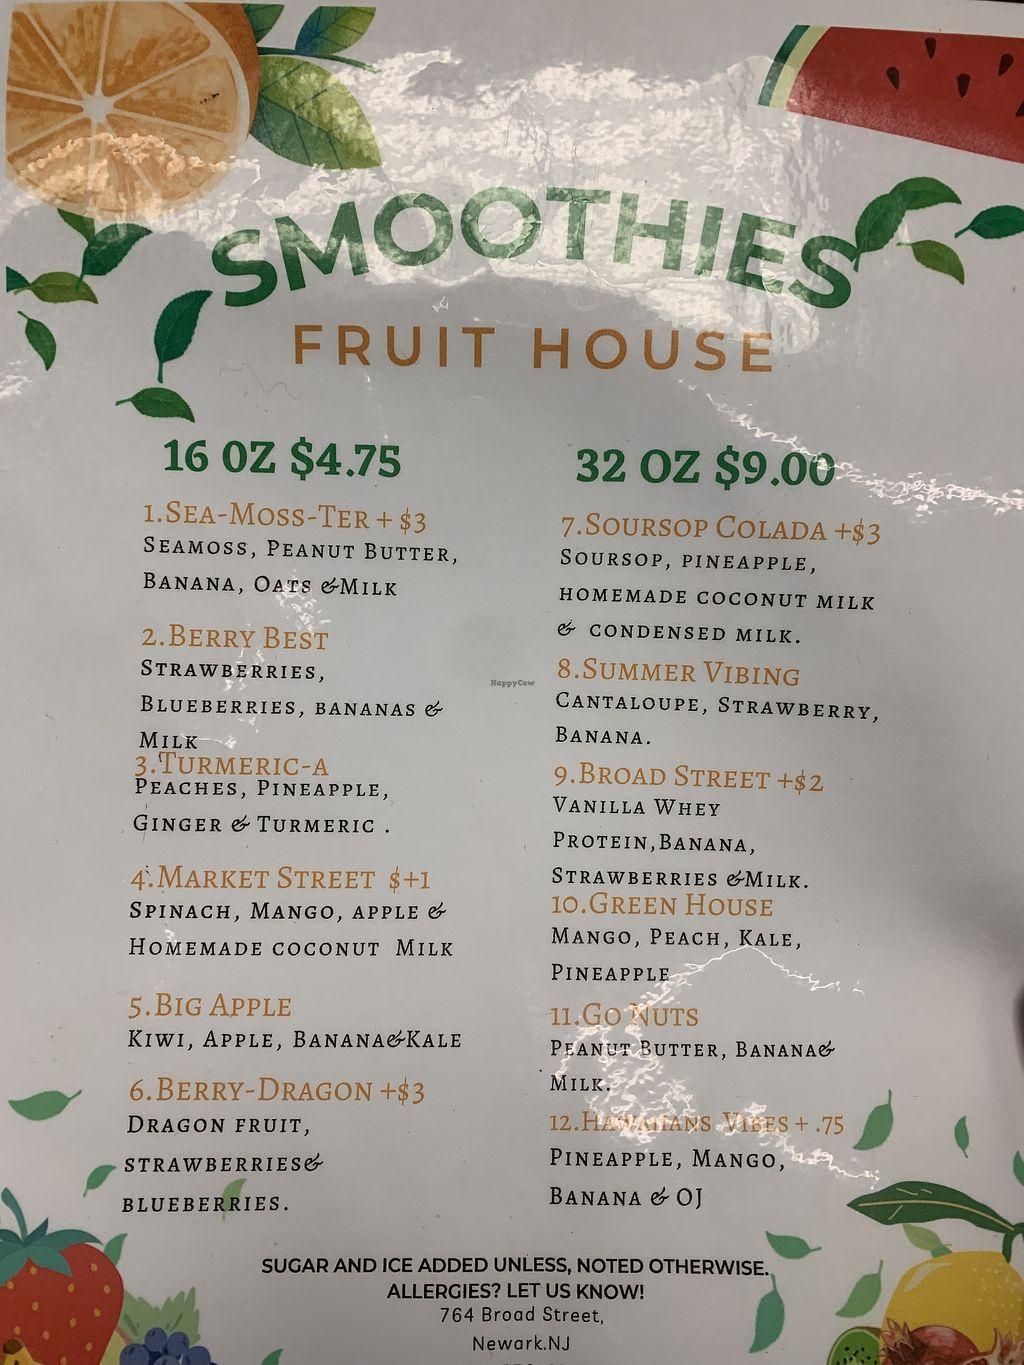 SMOOTHIES
FRUIT HOUSE
16 OZ $4.75
1.Sea-Moss-Ter + $3
Seamoss, Peanut Butter,
Banana, Oats &Milk
2.Berry Best
Strawberries,
Blueberries, bananas &
Milk
3.Turmeric-A
Peaches, Pineapple,
Ginger & Turmeric .
4.Market Street $+1
Spinach, Mango, apple &
Homemade coconut Milk
5.Big Apple
Kiwi, Apple, Banana&Kale
6.Berry-Dragon +$3
Dragon fruit,
strawberries&
blueberries.
32 OZ $9.00
7.Soursop Colada +$3
Soursop, pineapple,
homemade coconut milk
& condensed milk.
8.Summer Vibing
Cantaloupe, Strawberry,
Banana.
9.Broad Street +$2
Vanilla Whey
Protein,Banana,
Strawberries &Milk.
10.Green House
Mango, Peach, Kale,
Pineapple
11.Go Nuts
Peanut Butter, Banana&
Milk.
12.Hawaiians Vibes + .75
Pineapple, Mango,
Banana & OJ
SUGAR AND ICE ADDED UNLESS, NOTED OTHERWISE.
ALLERGIES? LET US KNOW!
764 Broad Street,
Newark.NJ
HappyCow